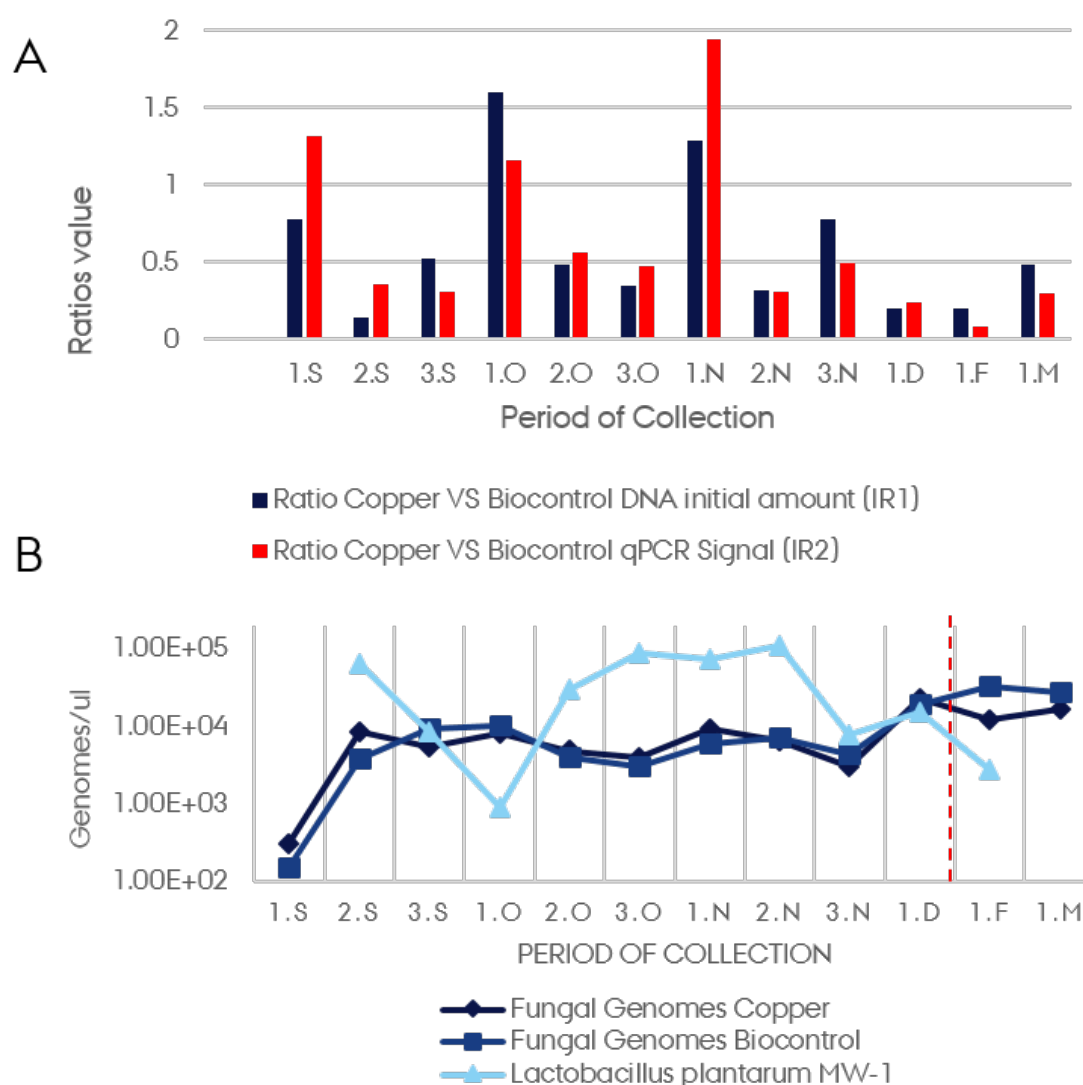 A
2
1.5
1
0.5
0
Ratios value
1.S 2.S 3.S 1.O 2.O 3.O 1.N 2.N 3.N 1.D 1.F 1.M
Period of Collection
Ratio Copper VS Biocontrol DNA initial amount (IR1)
Ratio Copper VS Biocontrol qPCR Signal (IR2)
B
1.00E+05
1.00E+04
1.00E+03
1.00E+02
Genomes/ul
1.S 2.S 3.S 1.O 2.O 3.O 1.N 2.N 3.N 1.D 1.F 1.M
PERIOD OF COLLECTION
Fungal Genomes Copper
Fungal Genomes Biocontrol
Lactobacillus plantarum MW-1